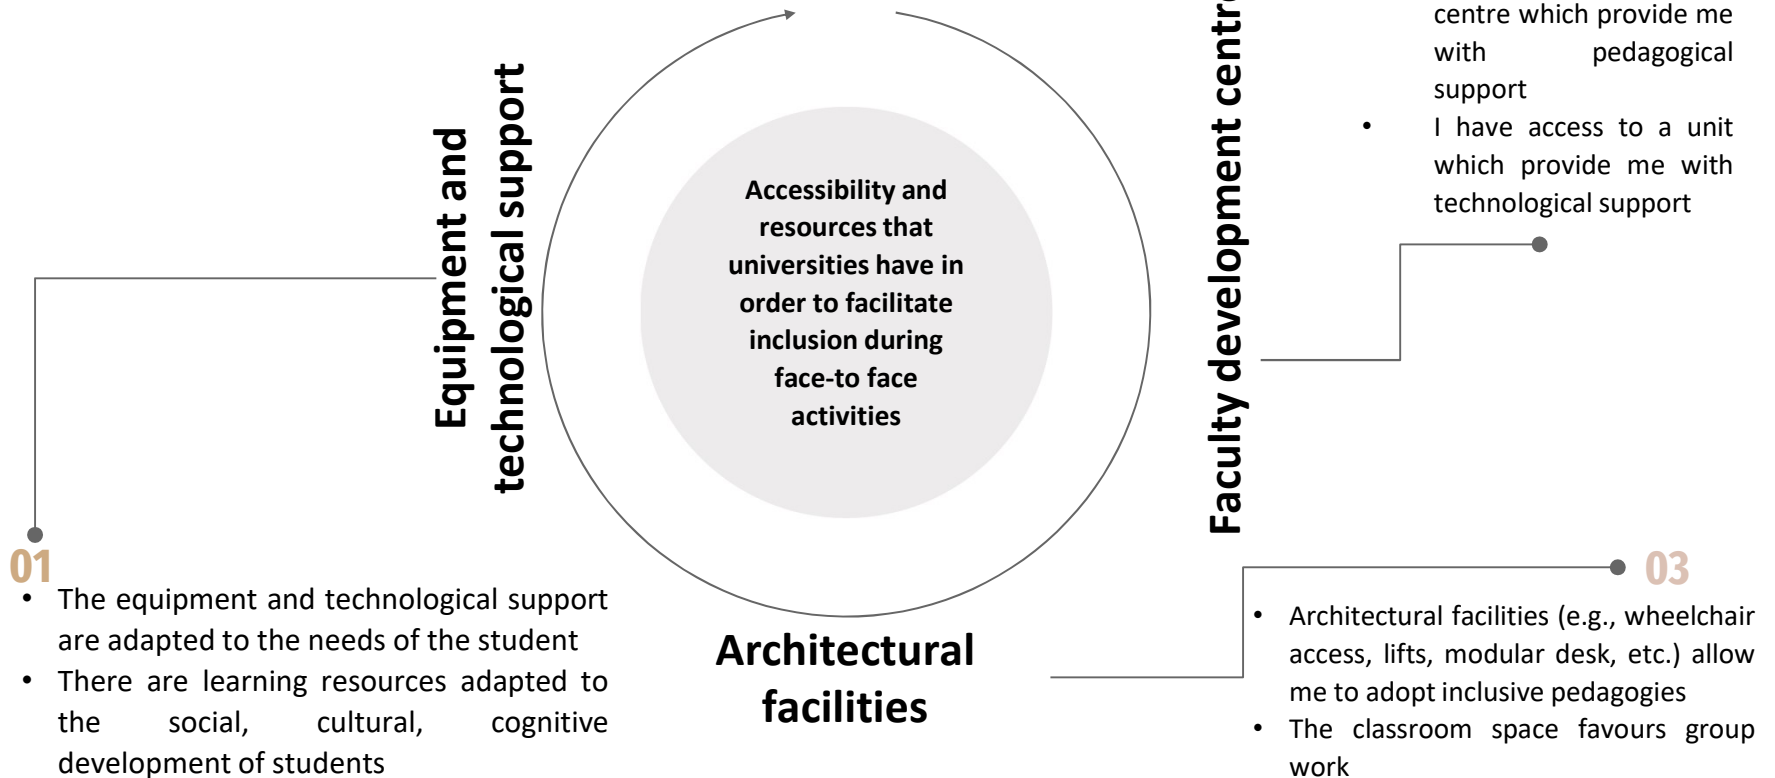 Equipment and
technological support
Accessibility and
resources that
universities have in
order to facilitate
inclusion during
face-to face
activities
Faculty development centre
centre which provide me
with pedagogical
support
• I have access to a unit
which provide me with
technological support
01
• The equipment and technological support
are adapted to the needs of the student
• There are learning resources adapted to
the social, cultural, cognitive
development of students
Architectural
facilities
03
• Architectural facilities (e.g., wheelchair
access, lifts, modular desk, etc.) allow
me to adopt inclusive pedagogies
• The classroom space favours group
work